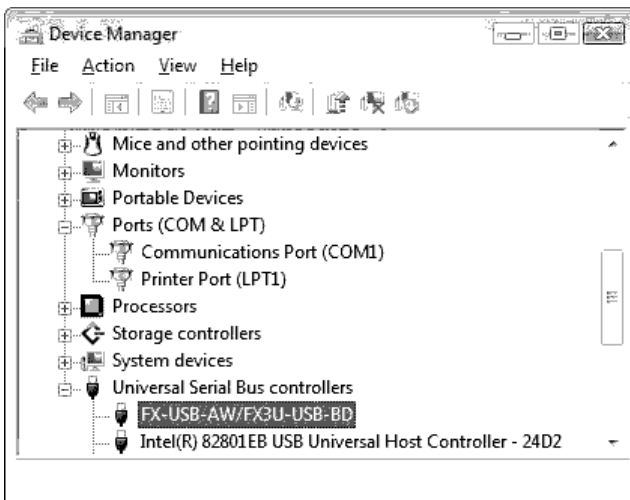 Device Manager
File Action View Help
Mice and other pointing devices
Monitors
Portable Devices
Ports (COM & LPT)
Communications Port (COM1)
Printer Port (LPT1)
Processors
Storage controllers
System devices
Universal Serial Bus controllers
FX-USB-AW/FX3U-USB-BD
Intel(R) 82801EB USB Universal Host Controller - 24D2